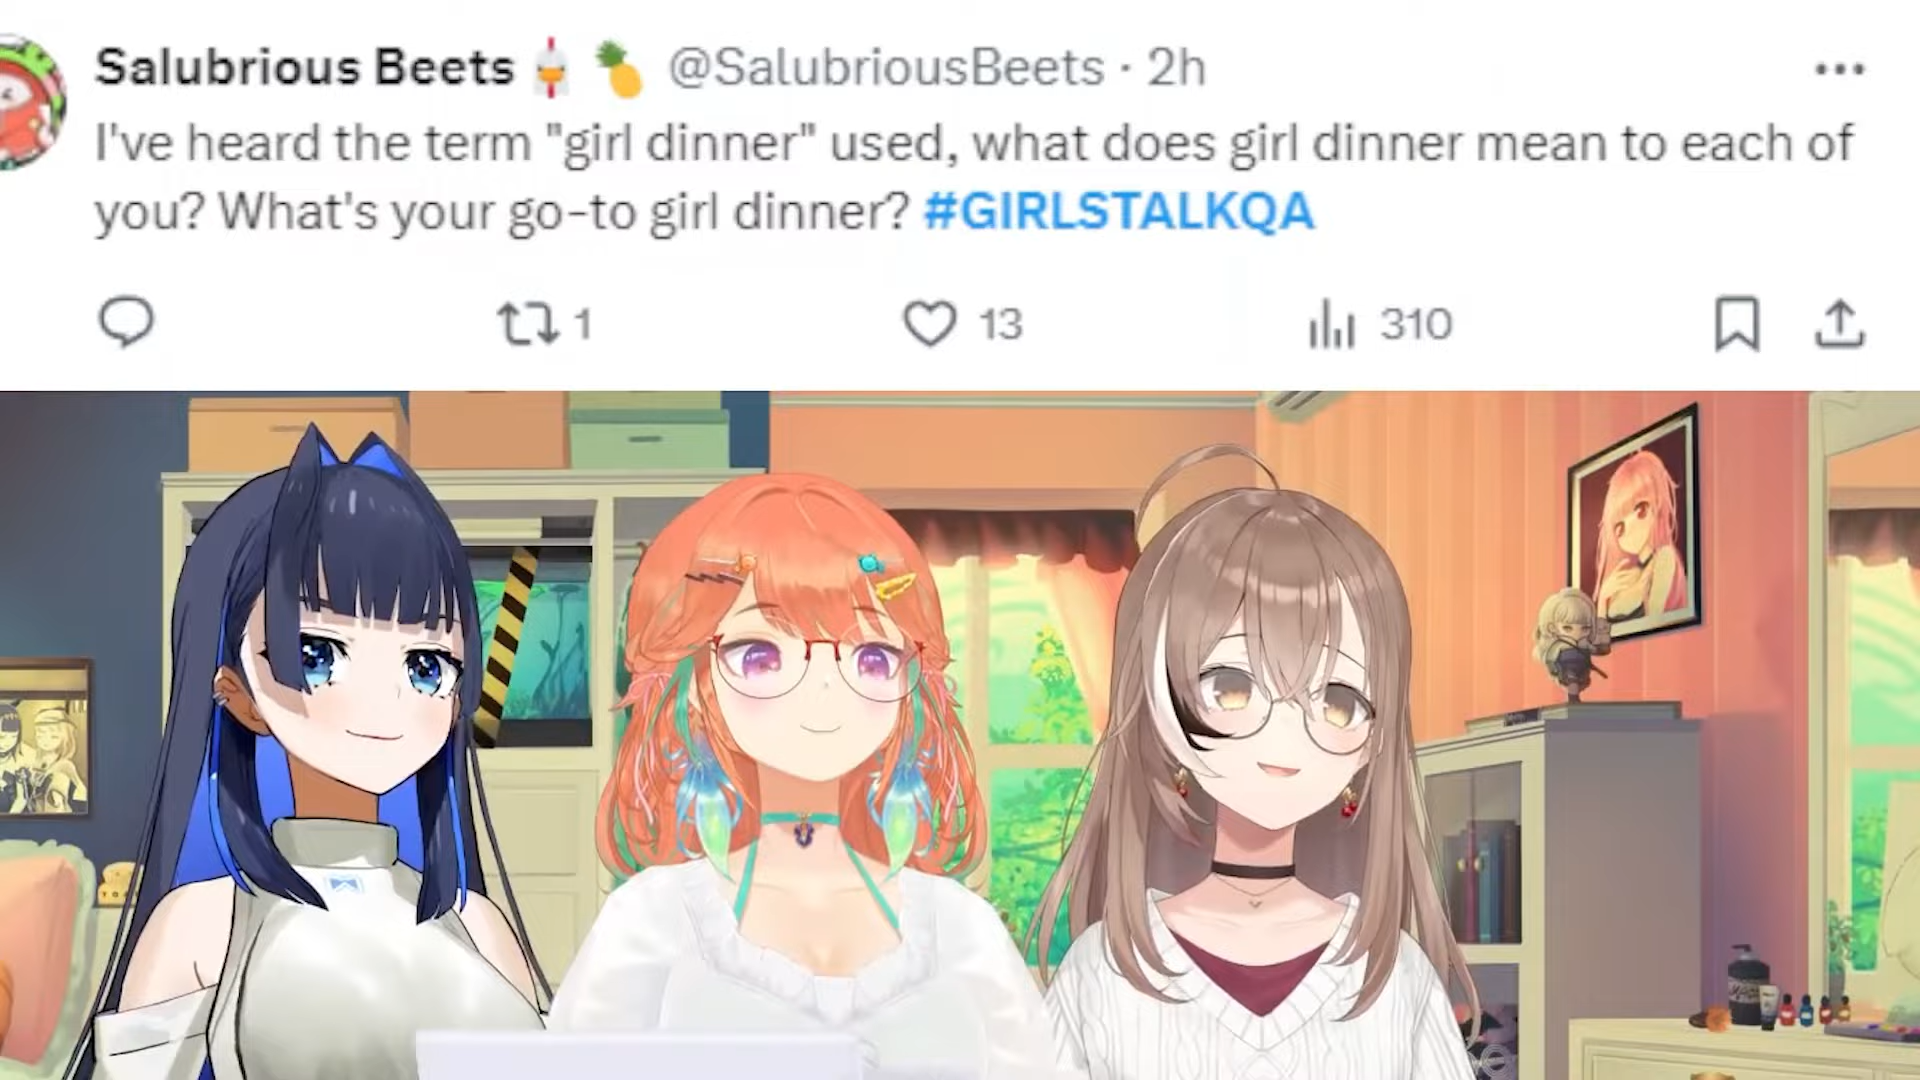 Salubrious Beets @SalubriousBeets · 2h
I've heard the term "girl dinner" used, what does girl dinner mean to each of
you? What's your go-to girl dinner? #GIRLSTALKQA
1 13 310